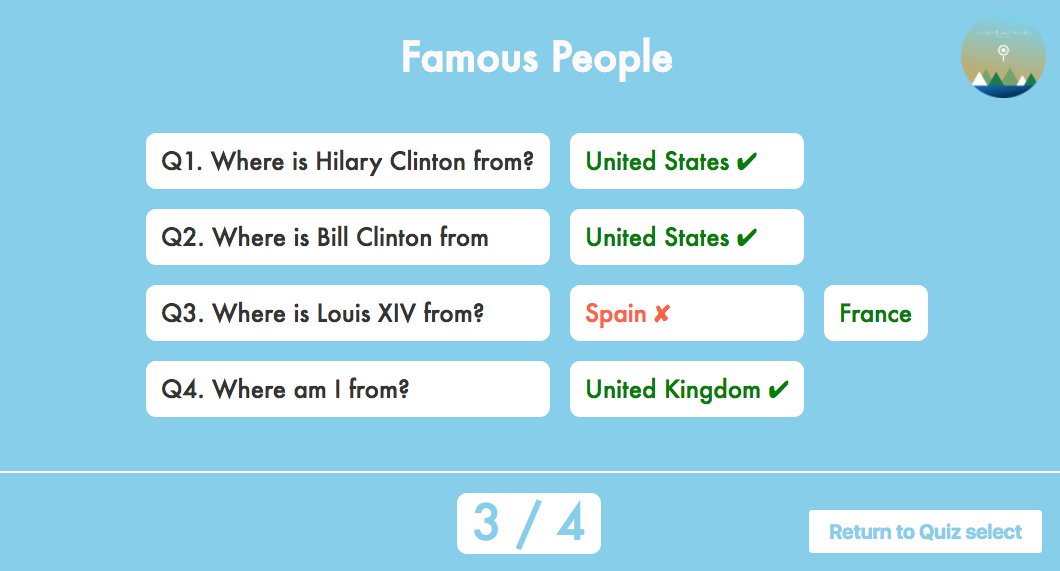 Famous People
Q1. Where is Hilary Clinton from?
United States ✔
Q2. Where is Bill Clinton from
United States ✔
Q3. Where is Louis XIV from?
Spain ✘
France
Q4. Where am I from?
United Kingdom ✔
3 / 4
Return to Quiz select